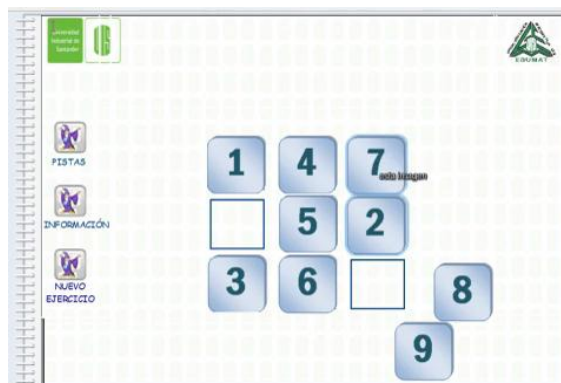 Universidad
Industrial de
Santander
EDUMAT
PISTAS
INFORMACIÓN
NUEVO
EJERCICIO
1 4 7
5 2
3 6
8
9